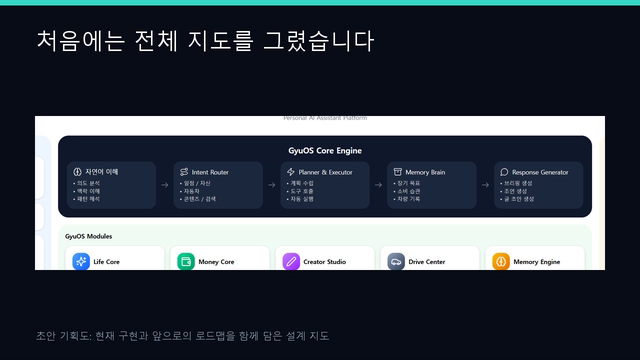 처음에는 전체 지도를 그렸습니다
Personal AI Assistant Platform
GyuOS Core Engine
자연어 이해
• 의도 분석
• 맥락 이해
• 패턴 해석
→
Intent Router
• 일정 / 자산
• 자동차
• 콘텐츠 / 검색
→
Planner & Executor
• 계획 수립
• 도구 호출
• 자동 실행
→
Memory Brain
• 장기 목표
• 소비 습관
• 차량 기록
→
Response Generator
• 브리핑 생성
• 조언 생성
• 글 초안 생성
GyuOS Modules
Life Core
Money Core
Creator Studio
Drive Center
Memory Engine
초안 기획도: 현재 구현과 앞으로의 로드맵을 함께 담은 설계 지도